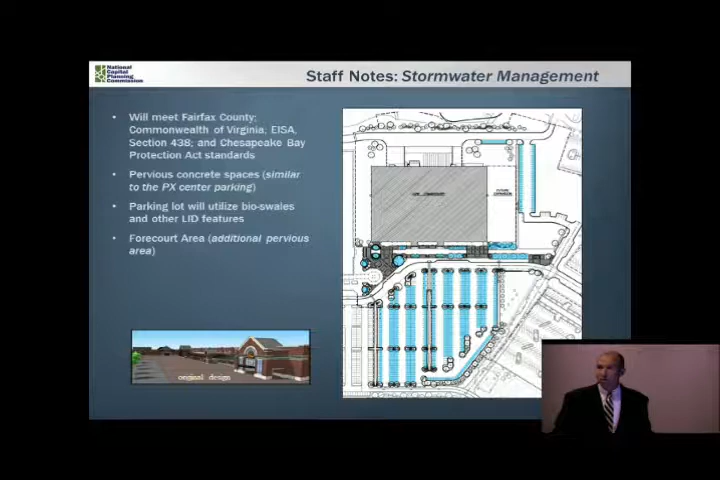 National
Capital
Planning
Commission
Staff Notes: Stormwater Management
• Will meet Fairfax County;
Commonwealth of Virginia, EISA,
Section 438; and Chesapeake Bay
Protection Act standards
• Pervious concrete spaces (similar
to the PX center parking)
• Parking lot will utilize bio-swales
and other LID features
• Forecourt Area (additional pervious
area)
original design